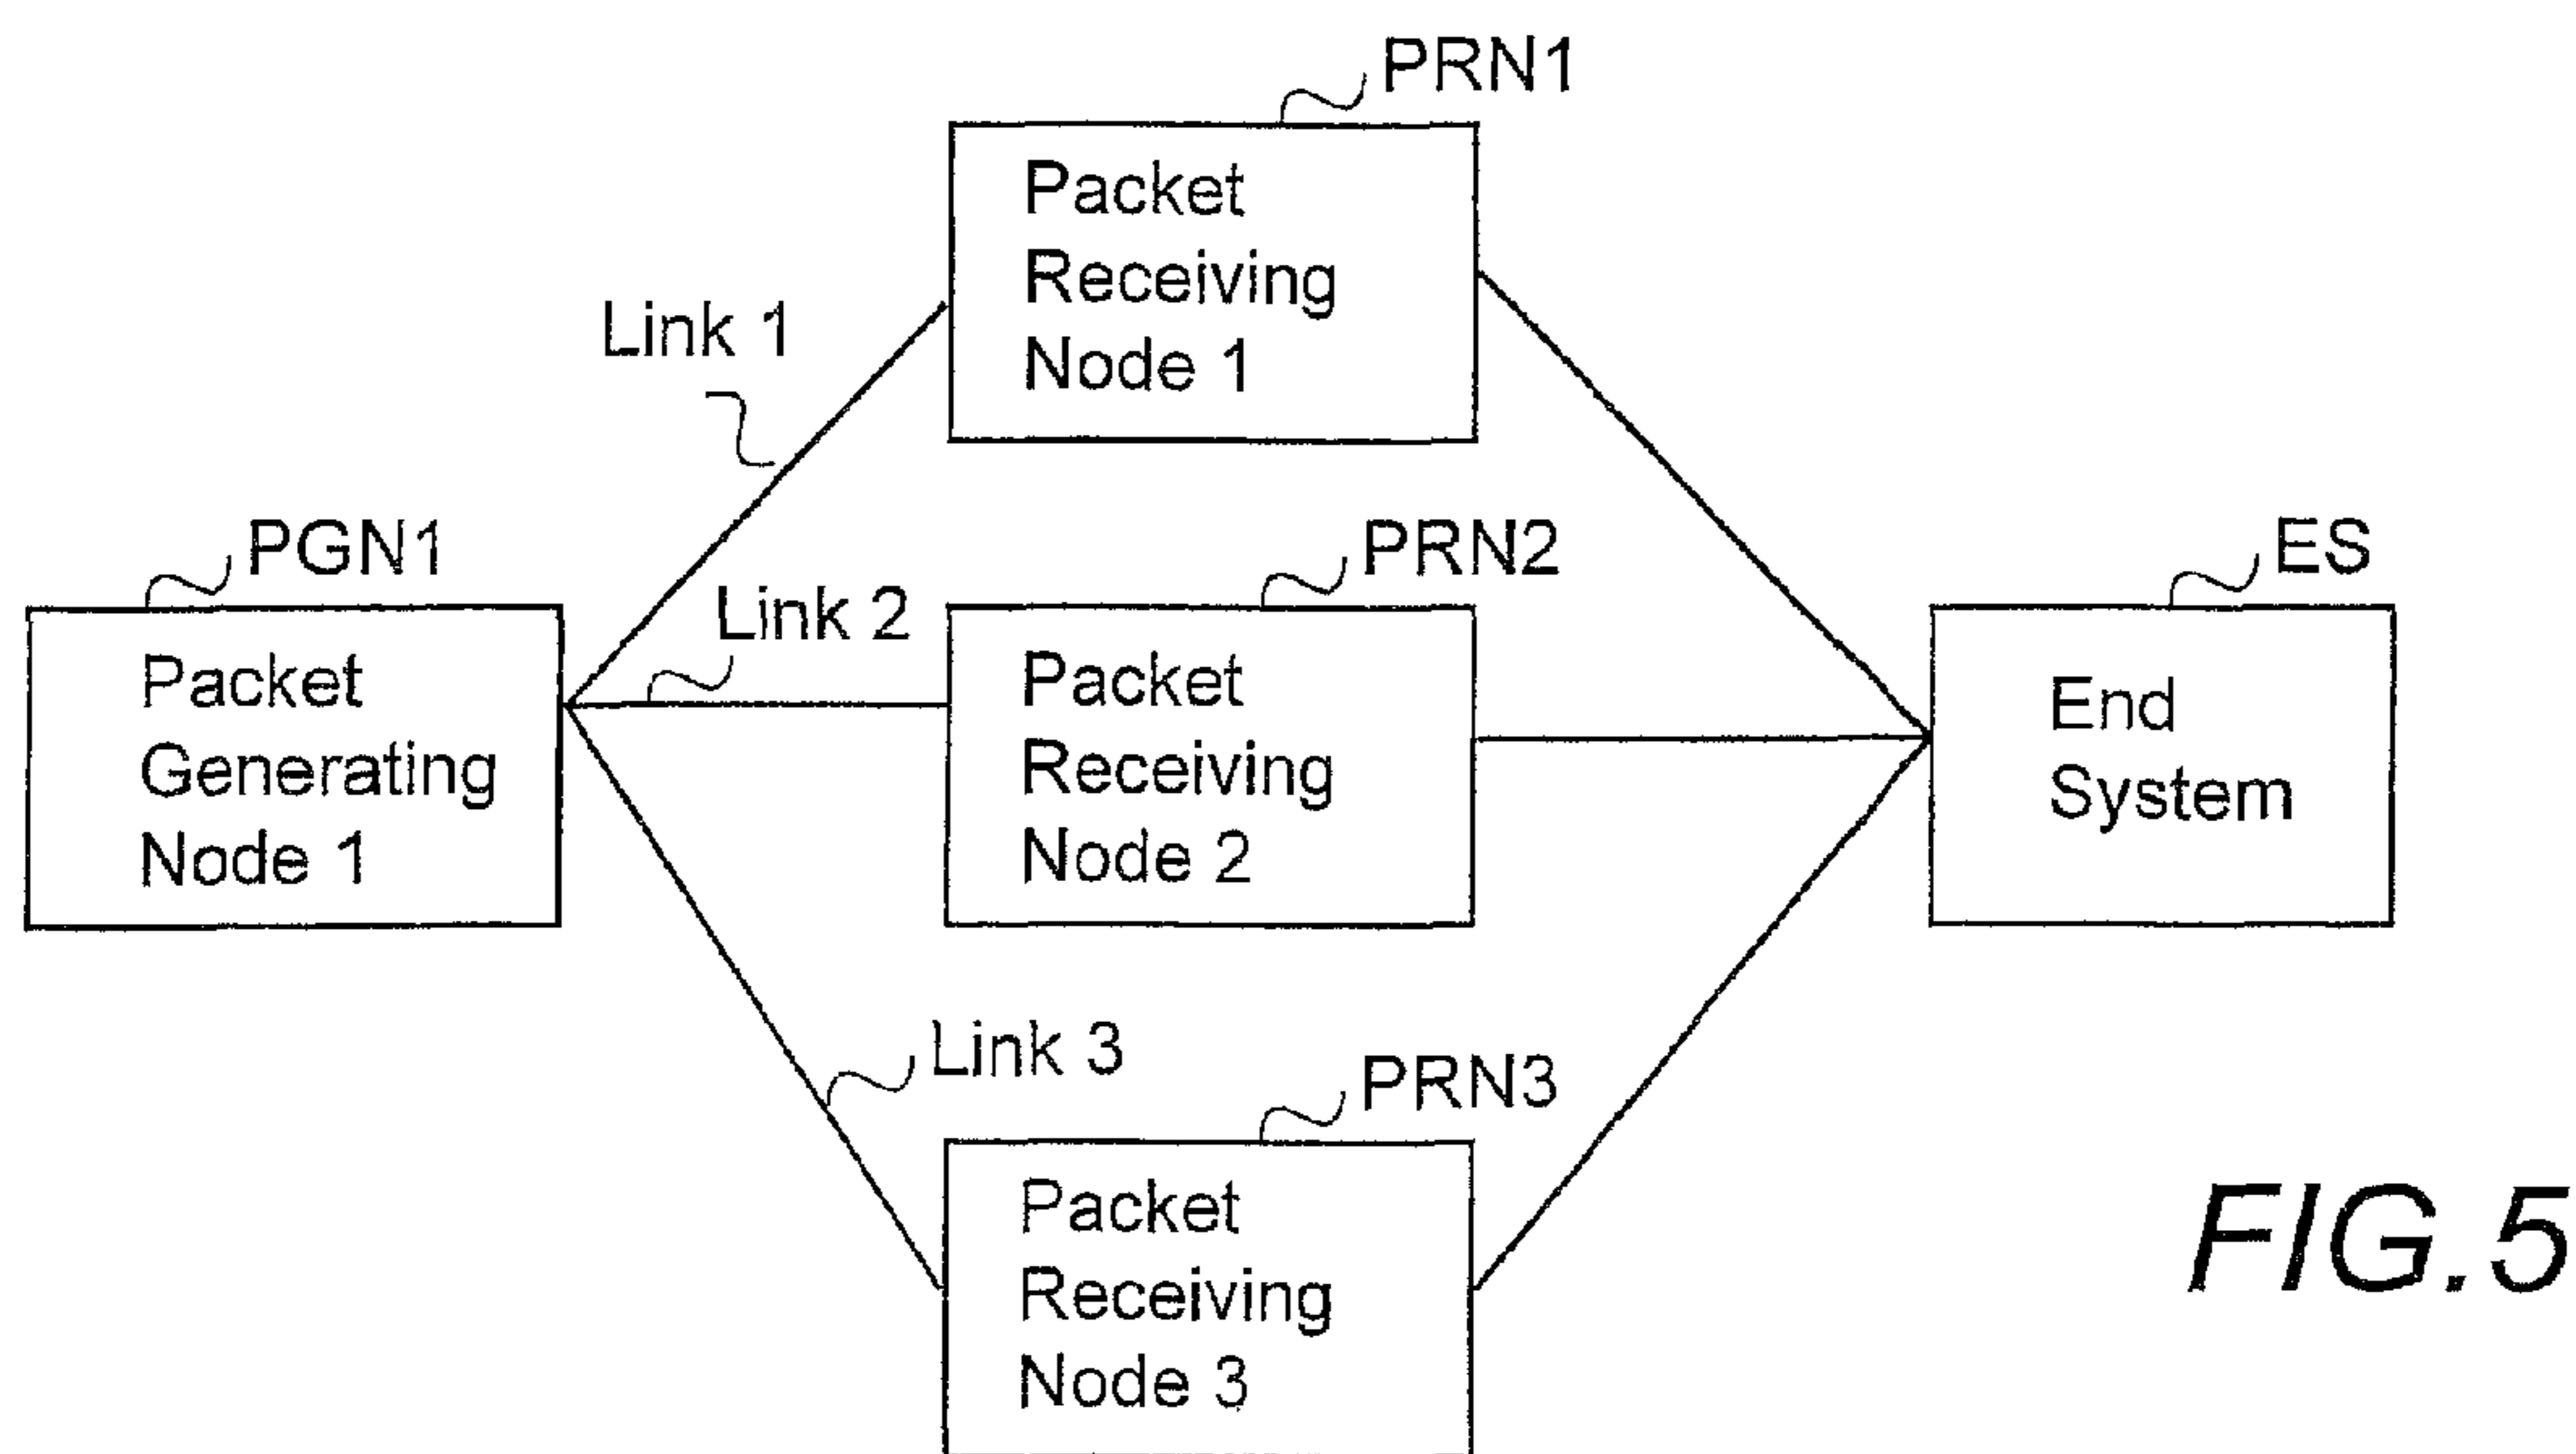 PRN1
Packet
Receiving
Node 1
Link 1
PGN1
Packet
Generating
Node 1
Link 2
PRN2
Packet
Receiving
Node 2
ES
End
System
Link 3
PRN3
Packet
Receiving
Node 3
FIG.5